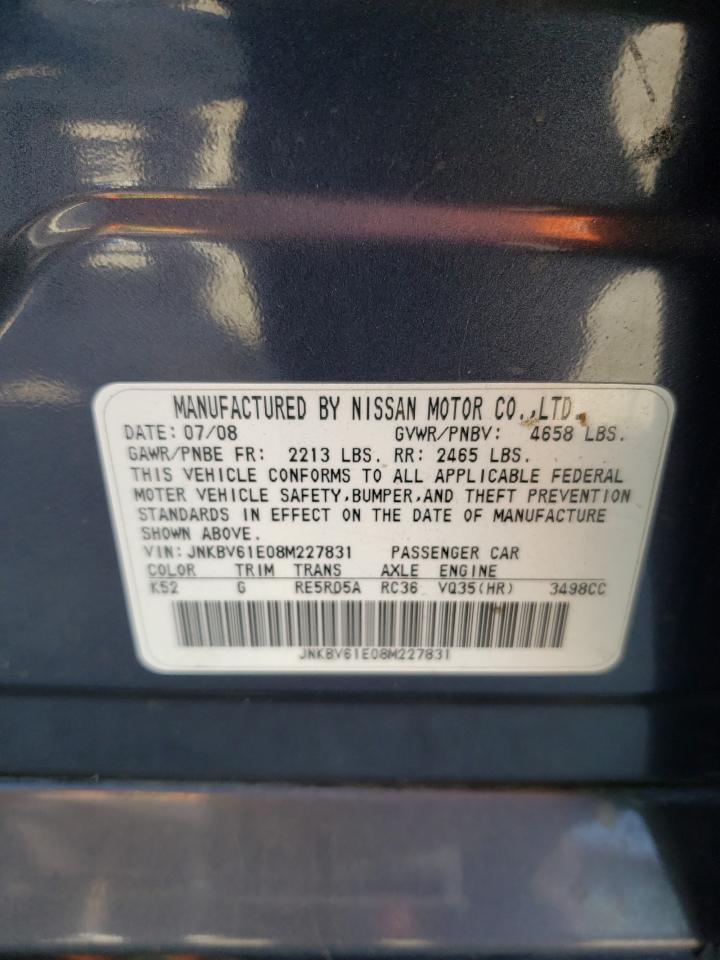 MANUFACTURED BY NISSAN MOTOR CO.,LTD.
DATE: 07/08 GVWR/PNBV: 4658 LBS.
GAWR/PNBE FR: 2213 LBS. RR: 2465 LBS.
THIS VEHICLE CONFORMS TO ALL APPLICABLE FEDERAL
MOTER VEHICLE SAFETY,BUMPER,AND THEFT PREVENTION
STANDARDS IN EFFECT ON THE DATE OF MANUFACTURE
SHOWN ABOVE.
VIN: JNKBV61E08M227831 PASSENGER CAR
COLOR TRIM TRANS AXLE ENGINE
K52 G RE5R05A RC36 VQ35(HR) 3498CC
JNKBV61E08M227831